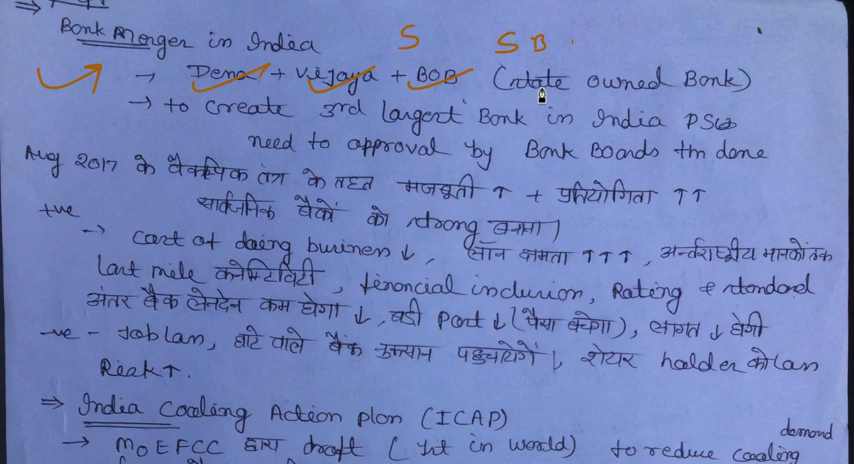 ⇒ Bank Merger in India S S B
→ Dena + Vijaya + BOB (state owned Bank)
→ to create 3rd largest Bank in India PSB
need to approval by Bank Boards then done
Aug 2017 के वैकल्पिक तंत्र के तहत मजबूती ↑ + प्रतियोगिता ↑↑
सार्वजनिक बैंकों को strong बनाना।
+ve → cost of doing business ↓, लॉन क्षमता ↑↑↑, अन्तर्राष्ट्रीय मानकों तक
last mile कनेक्टिविटी, financial inclusion, Rating & standard
अंतर बैंक लेनदेन कम होगा ↓, बडी Post ↓ (पैसा बचेगा), लागत ↓ होगी
-ve - Job loss, घाटे वाले बैंक नुकसान पहुचायेगें ↓, शेयर holder को loss
Risk ↑.
⇒ India Cooling Action plan (ICAP)
demand
→ MOEFCC द्वारा draft (1st in world) to reduce cooling